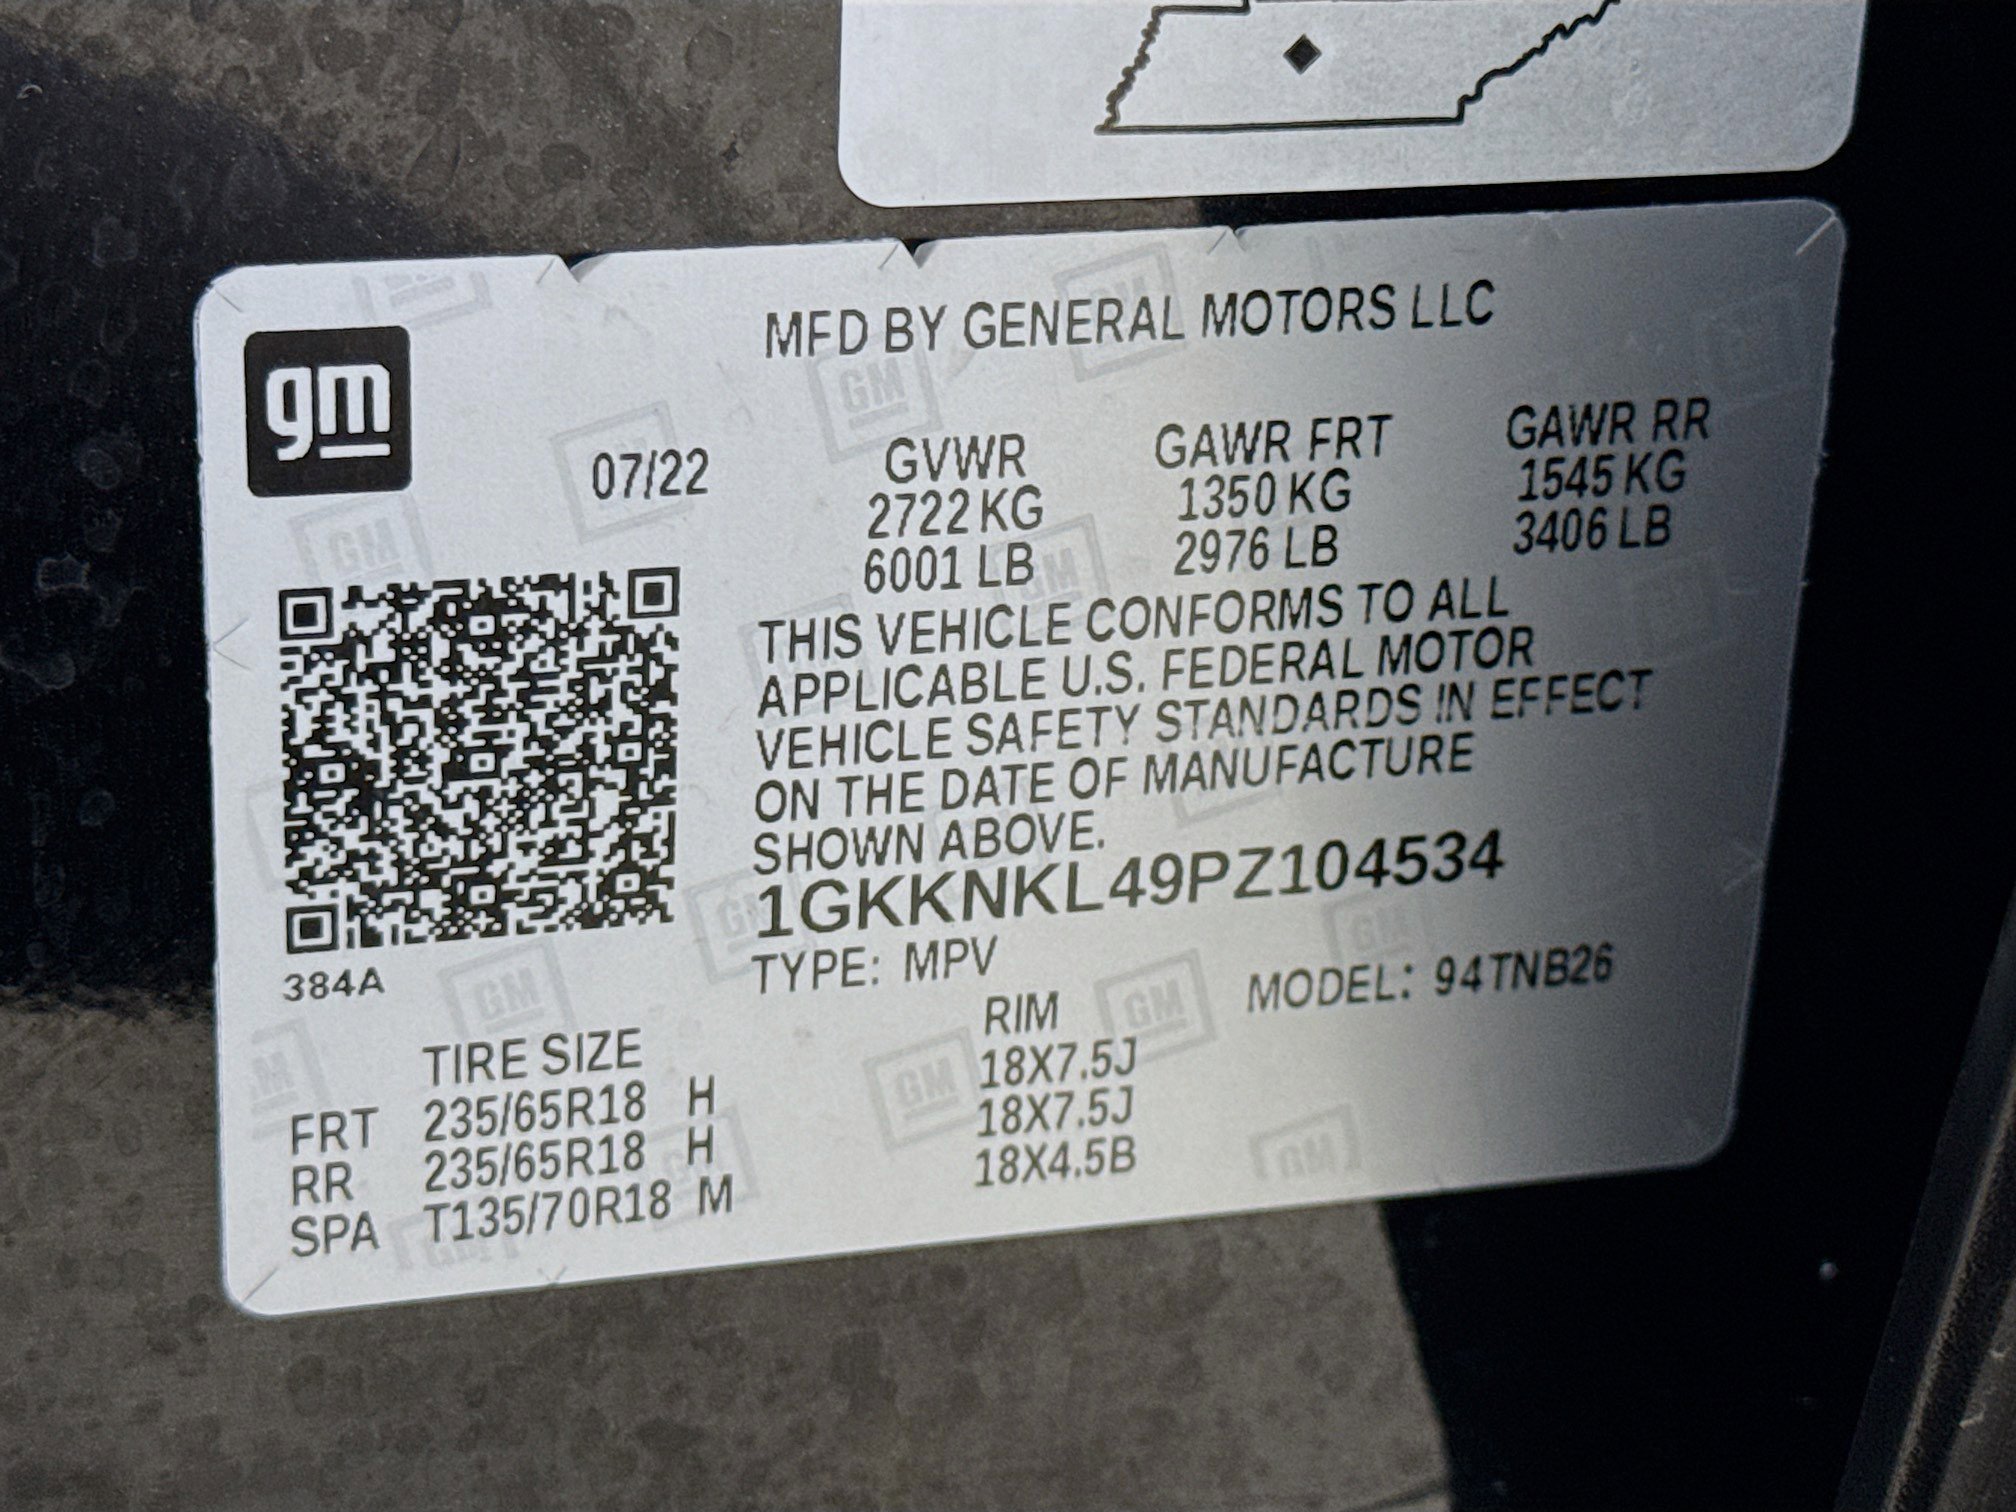 gm
MFD BY GENERAL MOTORS LLC
07/22
GVWR GAWR FRT GAWR RR
2722 KG 1350 KG 1545 KG
6001 LB 2976 LB 3406 LB
THIS VEHICLE CONFORMS TO ALL
APPLICABLE U.S. FEDERAL MOTOR
VEHICLE SAFETY STANDARDS IN EFFECT
ON THE DATE OF MANUFACTURE
SHOWN ABOVE.
1GKKNKL49PZ104534
384A
TYPE: MPV MODEL: 94TNB26
TIRE SIZE RIM
FRT 235/65R18 H 18X7.5J
RR 235/65R18 H 18X7.5J
SPA T135/70R18 M 18X4.5B